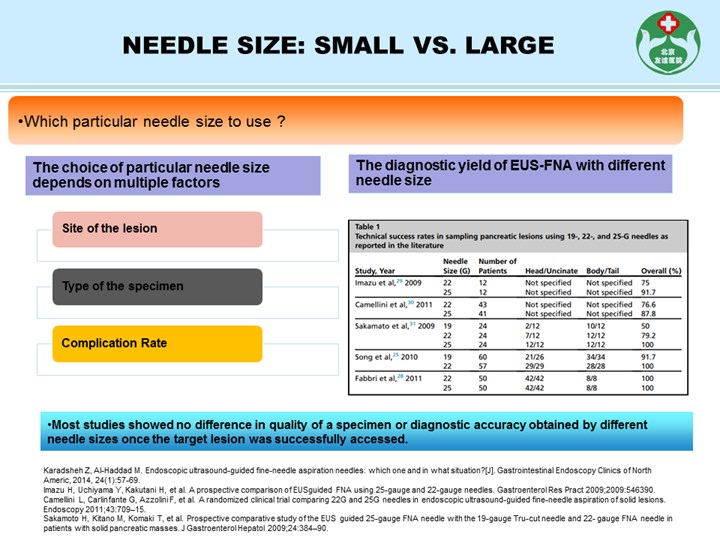 NEEDLE SIZE: SMALL VS. LARGE
北京
友谊医院
•Which particular needle size to use ?
The choice of particular needle size
depends on multiple factors
The diagnostic yield of EUS-FNA with different
needle size
Site of the lesion
Type of the specimen
Complication Rate
Table 1
Technical success rates in sampling pancreatic lesions using 19-, 22-, and 25-G needles as
reported in the literature
Study, Year Needle Size (G) Number of Patients Head/Uncinate Body/Tail Overall (%)
Imazu et al,29 2009 22 12 Not specified Not specified 75
25 12 Not specified Not specified 91.7
Camellini et al,30 2011 22 43 Not specified Not specified 76.6
25 41 Not specified Not specified 87.8
Sakamato et al,31 2009 19 24 2/12 10/12 50
22 24 7/12 12/12 79.2
25 24 12/12 12/12 100
Song et al,25 2010 19 60 21/26 34/34 91.7
22 57 29/29 28/28 100
Fabbri et al,28 2011 22 50 42/42 8/8 100
25 50 42/42 8/8 100
•Most studies showed no difference in quality of a specimen or diagnostic accuracy obtained by different
needle sizes once the target lesion was successfully accessed.
Karadsheh Z, Al-Haddad M. Endoscopic ultrasound-guided fine-needle aspiration needles: which one and in what situation?[J]. Gastrointestinal Endoscopy Clinics of North
Americ, 2014, 24(1):57-69.
Imazu H, Uchiyama Y, Kakutani H, et al. A prospective comparison of EUSguided FNA using 25-gauge and 22-gauge needles. Gastroenterol Res Pract 2009;2009:546390.
Camellini L, Carlinfante G, Azzolini F, et al. A randomized clinical trial comparing 22G and 25G needles in endoscopic ultrasound-guided fine-needle aspiration of solid lesions.
Endoscopy 2011;43:709–15.
Sakamoto H, Kitano M, Komaki T, et al. Prospective comparative study of the EUS guided 25-gauge FNA needle with the 19-gauge Tru-cut needle and 22- gauge FNA needle in
patients with solid pancreatic masses. J Gastroenterol Hepatol 2009;24:384–90.